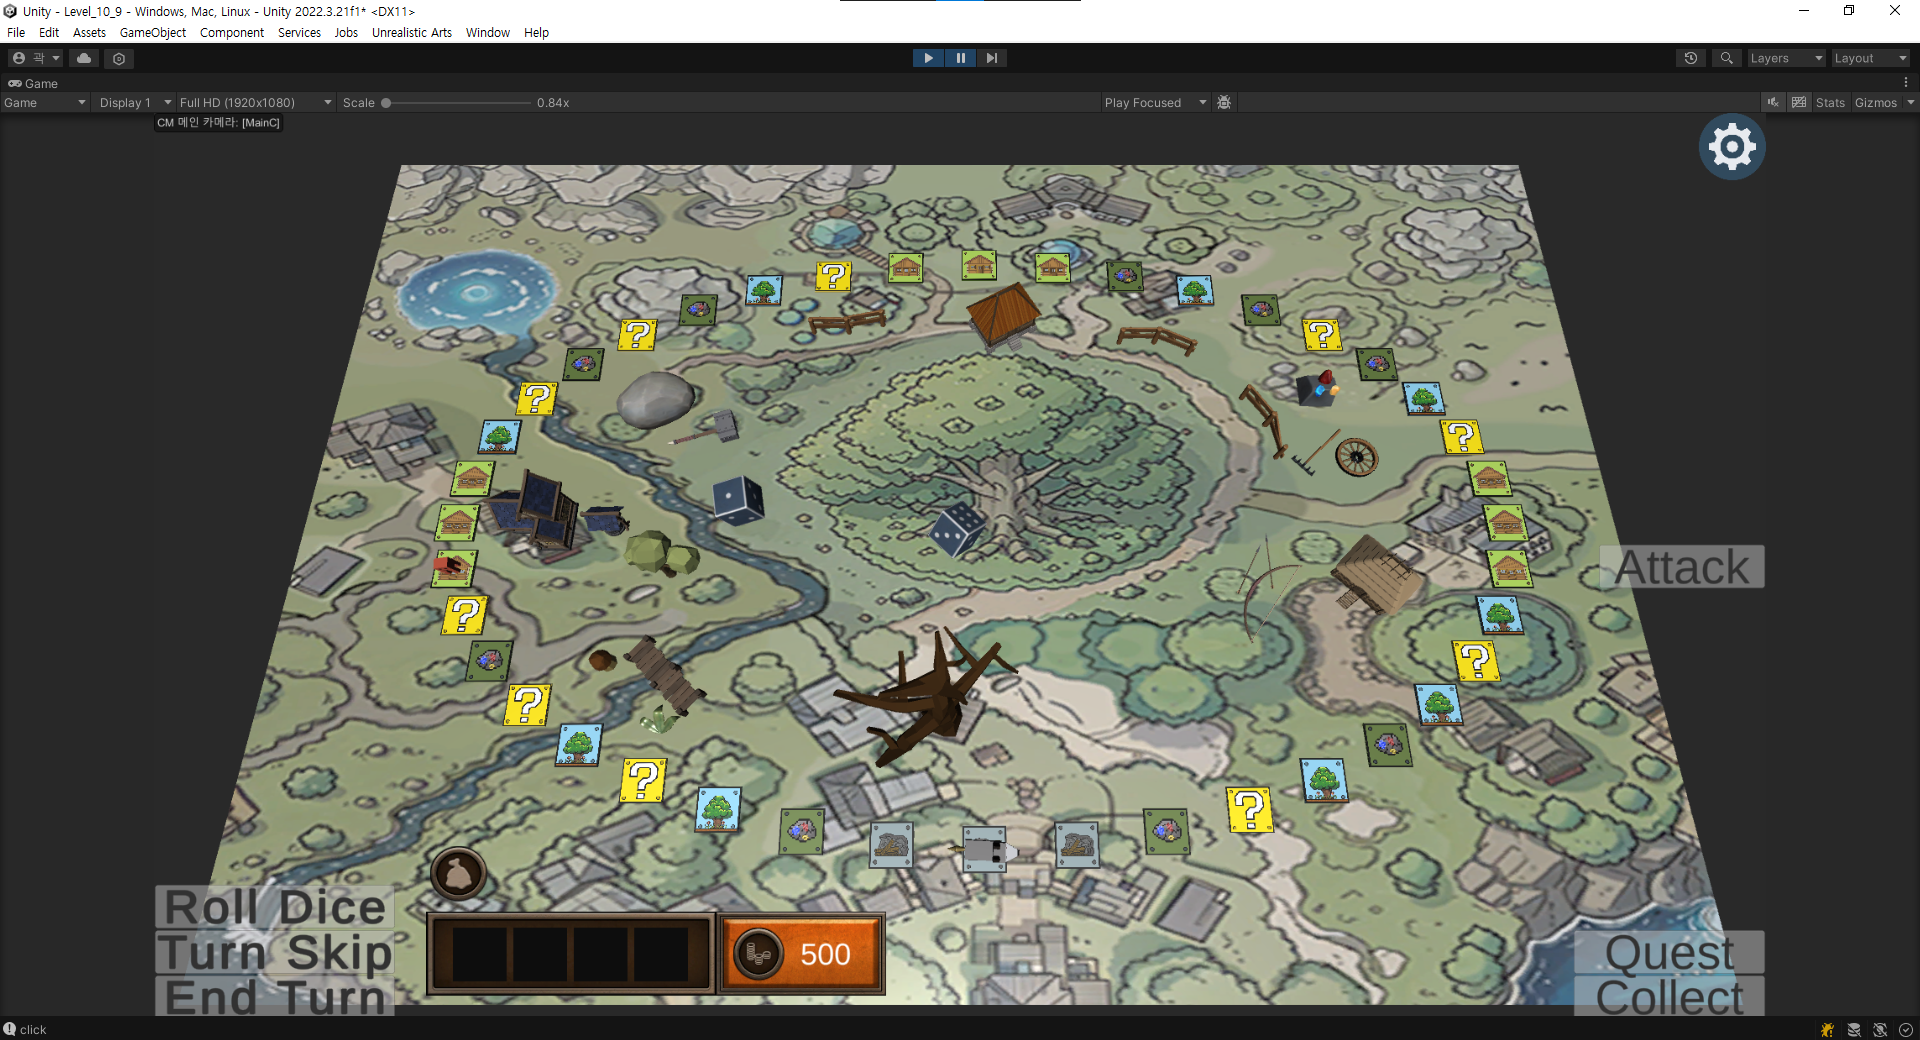 Unity - Level_10_9 - Windows, Mac, Linux - Unity 2022.3.21f1* <DX11>
File Edit Assets GameObject Component Services Jobs Unrealistic Arts Window Help
곽 Layers Layout
Game
Game Display 1 Full HD (1920x1080) Scale 0.84x Play Focused Stats Gizmos
CM 메인 카메라: [MainC]
?
?
?
?
?
?
Attack
?
?
?
?
?
Roll Dice
Turn Skip
End Turn
500
Quest
Collect
click